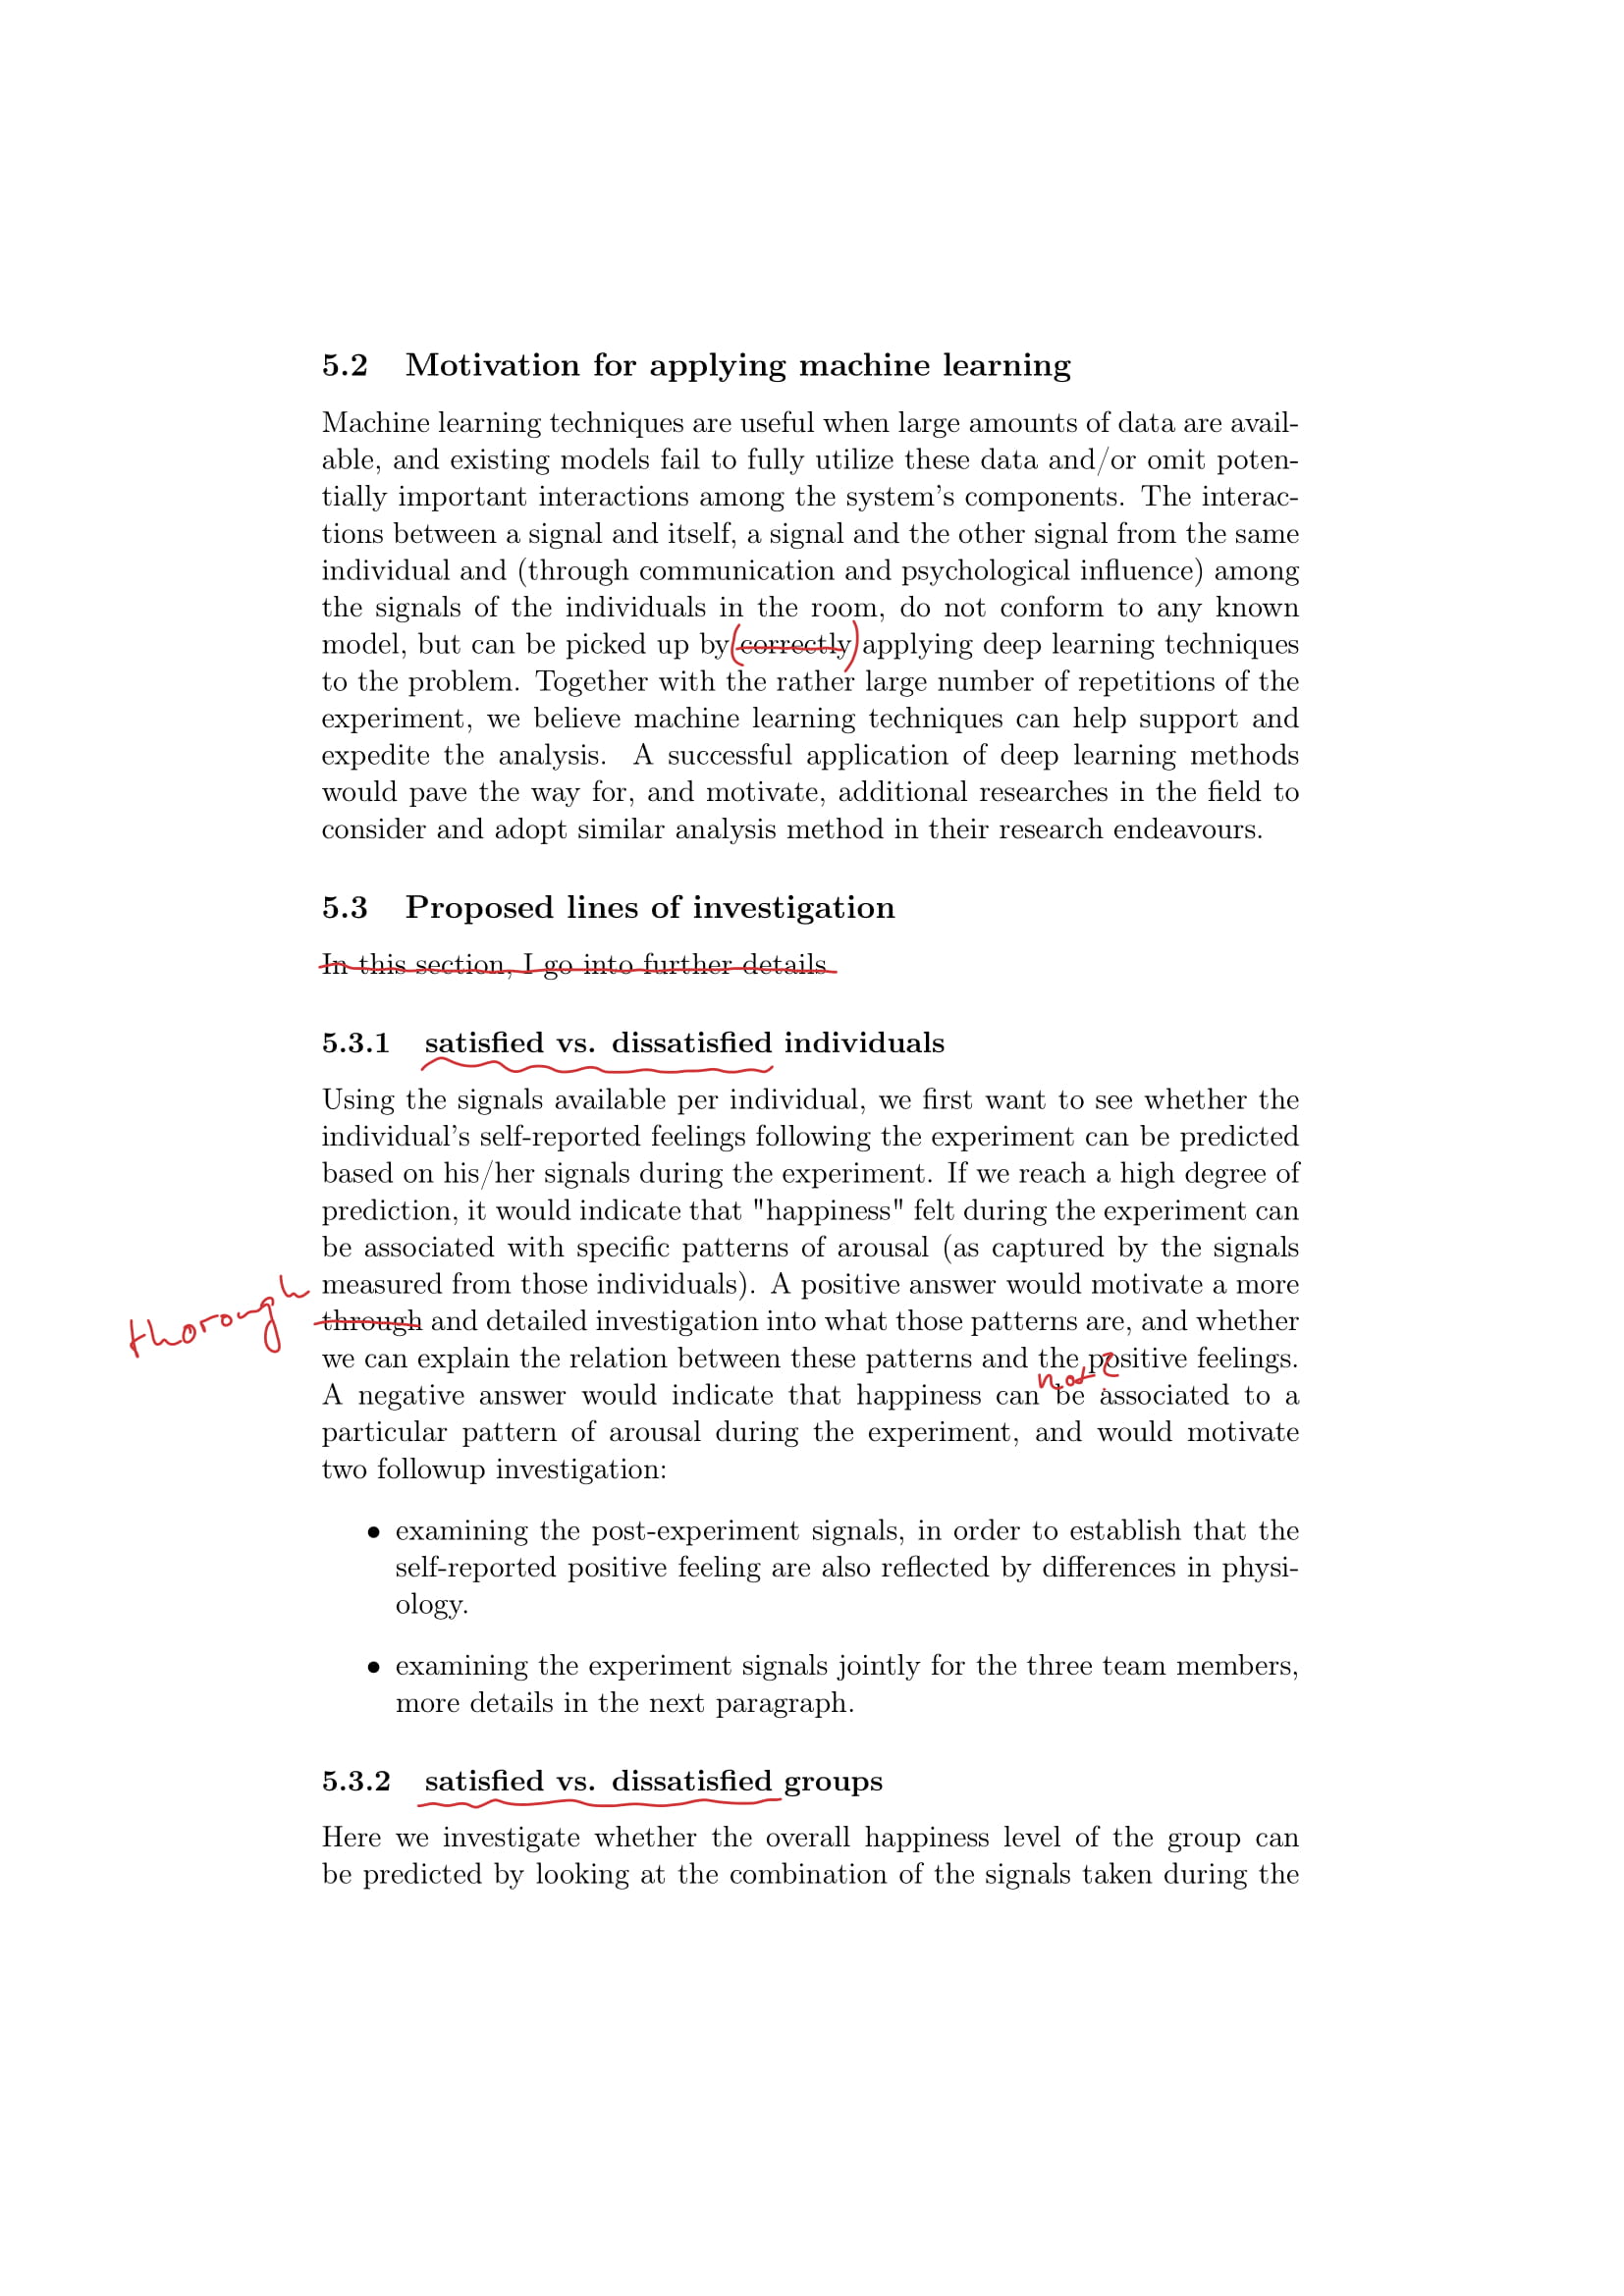 5.2 Motivation for applying machine learning
Machine learning techniques are useful when large amounts of data are avail-
able, and existing models fail to fully utilize these data and/or omit poten-
tially important interactions among the system's components. The interac-
tions between a signal and itself, a signal and the other signal from the same
individual and (through communication and psychological influence) among
the signals of the individuals in the room, do not conform to any known
model, but can be picked up by (correctly) applying deep learning techniques
to the problem. Together with the rather large number of repetitions of the
experiment, we believe machine learning techniques can help support and
expedite the analysis. A successful application of deep learning methods
would pave the way for, and motivate, additional researches in the field to
consider and adopt similar analysis method in their research endeavours.
5.3 Proposed lines of investigation
In this section, I go into further details
5.3.1 satisfied vs. dissatisfied individuals
Using the signals available per individual, we first want to see whether the
individual's self-reported feelings following the experiment can be predicted
based on his/her signals during the experiment. If we reach a high degree of
prediction, it would indicate that "happiness" felt during the experiment can
be associated with specific patterns of arousal (as captured by the signals
measured from those individuals). A positive answer would motivate a more
thorough
through and detailed investigation into what those patterns are, and whether
we can explain the relation between these patterns and the positive feelings.
not?
A negative answer would indicate that happiness can be associated to a
particular pattern of arousal during the experiment, and would motivate
two followup investigation:
• examining the post-experiment signals, in order to establish that the
self-reported positive feeling are also reflected by differences in physi-
ology.
• examining the experiment signals jointly for the three team members,
more details in the next paragraph.
5.3.2 satisfied vs. dissatisfied groups
Here we investigate whether the overall happiness level of the group can
be predicted by looking at the combination of the signals taken during the